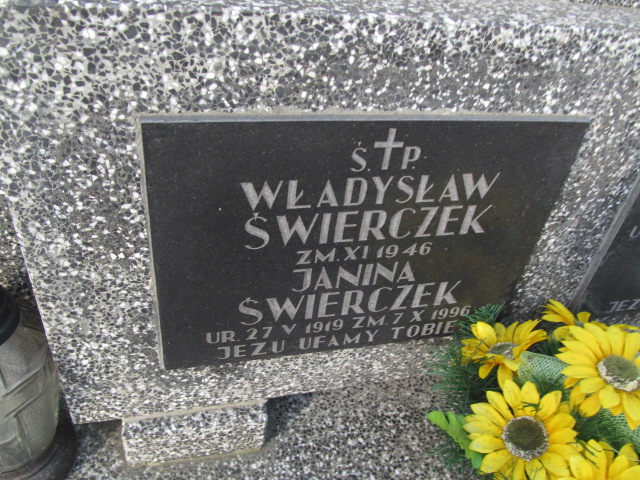 Ś✝P
WŁADYSŁAW
ŚWIERCZEK
ZM. XI 1946
JANINA
ŚWIERCZEK
UR. 27 V 1919 ZM. 7 X 1996
JEZU UFAMY TOBIE